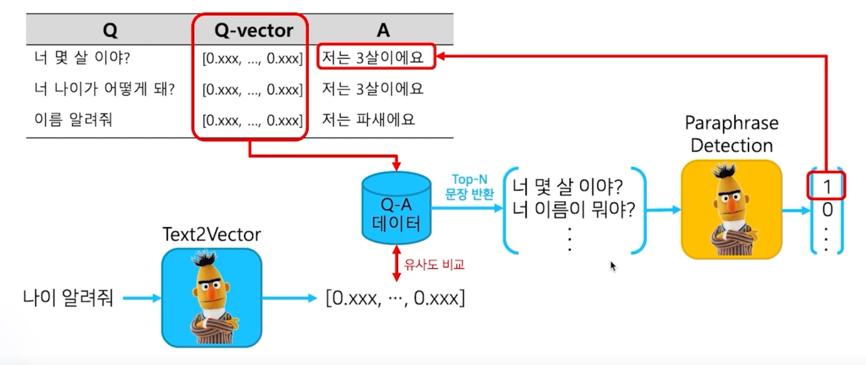 Q Q-vector A
너 몇 살 이야? [0.xxx, ..., 0.xxx] 저는 3살이에요
너 나이가 어떻게 돼? [0.xxx, ..., 0.xxx] 저는 3살이에요
이름 알려줘 [0.xxx, ..., 0.xxx] 저는 파새에요
Paraphrase
Detection
Top-N
문장 반환
너 몇 살 이야?
너 이름이 뭐야?
⋮
1
0
⋮
Q-A
데이터
Text2Vector
유사도 비교
나이 알려줘
[0.xxx, ···, 0.xxx]